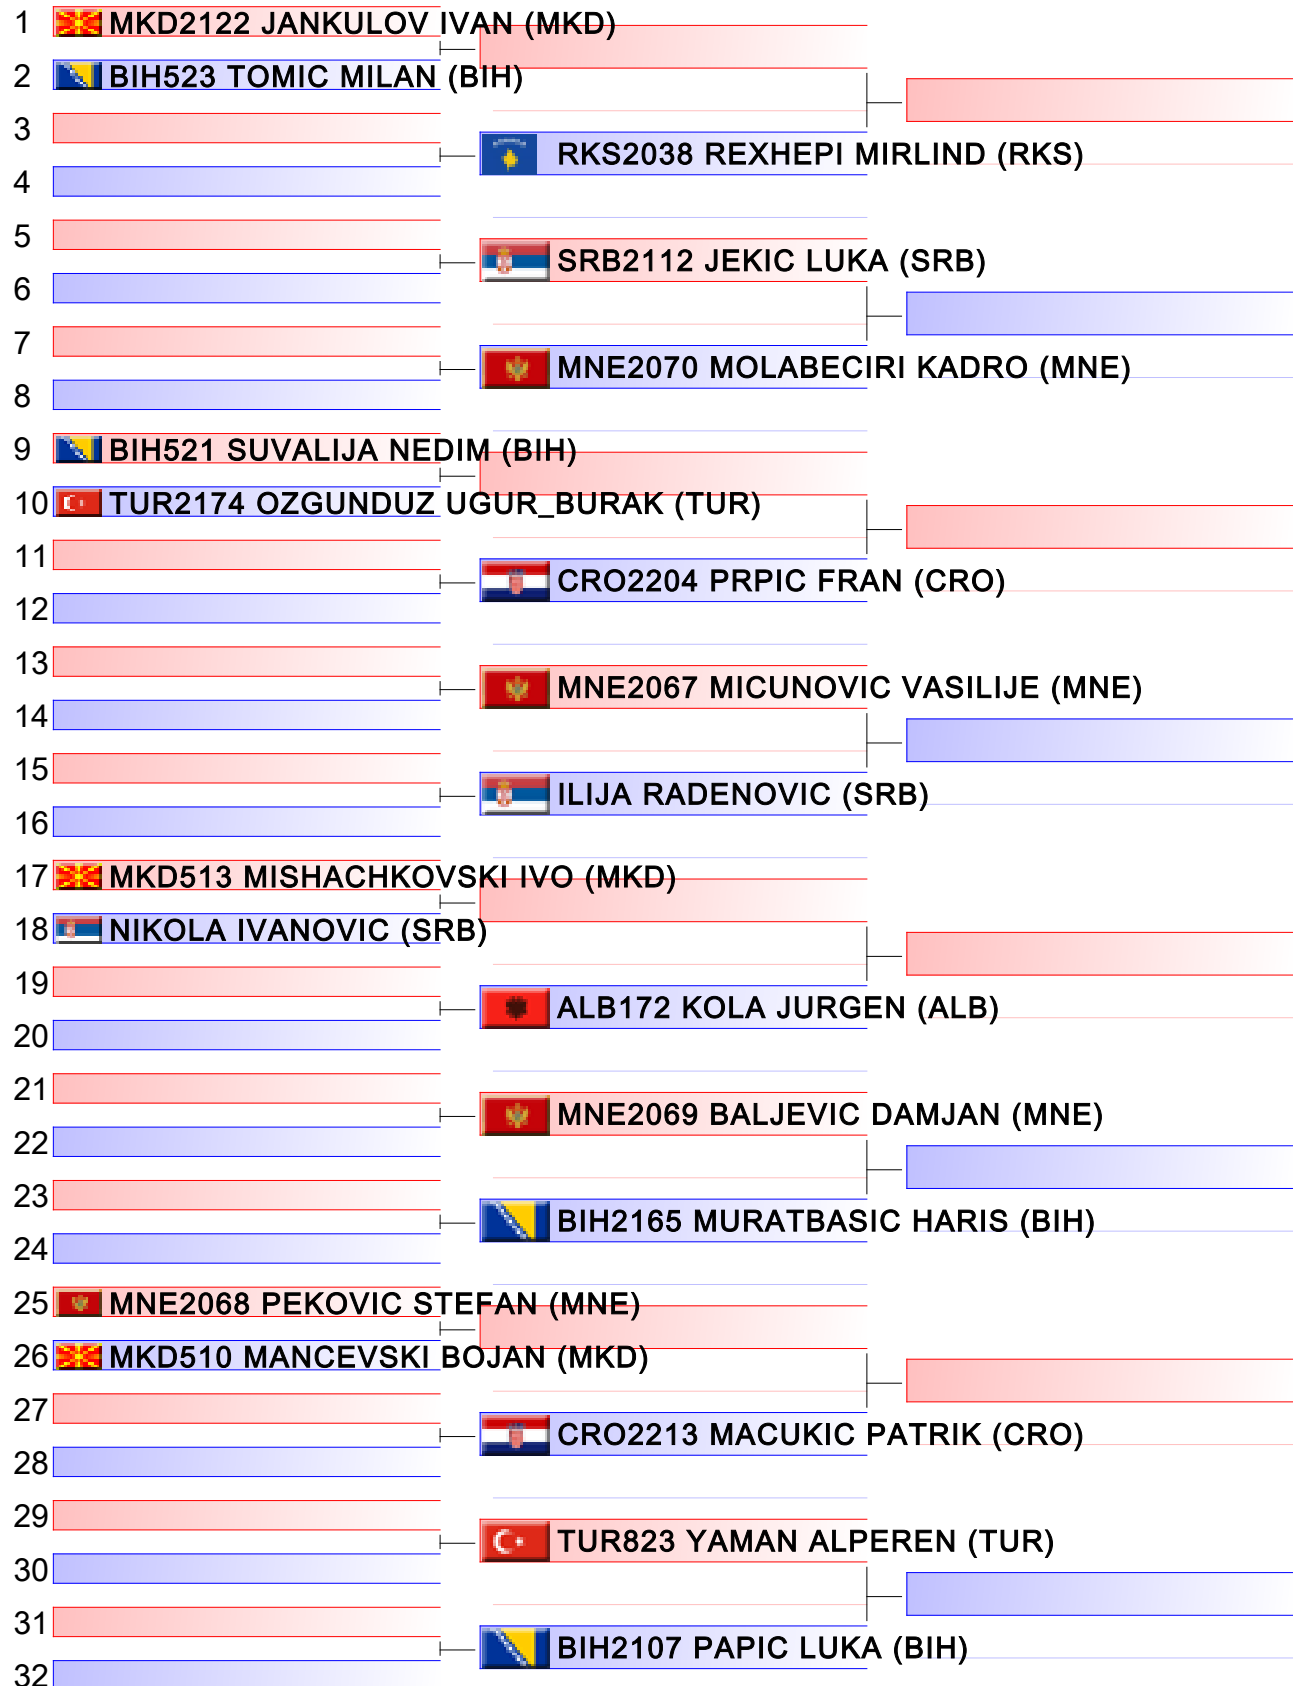 1 MKD2122 JANKULOV IVAN (MKD)
2 BIH523 TOMIC MILAN (BIH)
3
RKS2038 REXHEPI MIRLIND (RKS)
4
5
SRB2112 JEKIC LUKA (SRB)
6
7
MNE2070 MOLABECIRI KADRO (MNE)
8
9 BIH521 SUVALIJA NEDIM (BIH)
10 TUR2174 OZGUNDUZ UGUR_BURAK (TUR)
11
CRO2204 PRPIC FRAN (CRO)
12
13
MNE2067 MICUNOVIC VASILIJE (MNE)
14
15
ILIJA RADENOVIC (SRB)
16
17 MKD513 MISHACHKOVSKI IVO (MKD)
18 NIKOLA IVANOVIC (SRB)
19
ALB172 KOLA JURGEN (ALB)
20
21
MNE2069 BALJEVIC DAMJAN (MNE)
22
23
BIH2165 MURATBASIC HARIS (BIH)
24
25 MNE2068 PEKOVIC STEFAN (MNE)
26 MKD510 MANCEVSKI BOJAN (MKD)
27
CRO2213 MACUKIC PATRIK (CRO)
28
29
TUR823 YAMAN ALPEREN (TUR)
30
31
BIH2107 PAPIC LUKA (BIH)
32